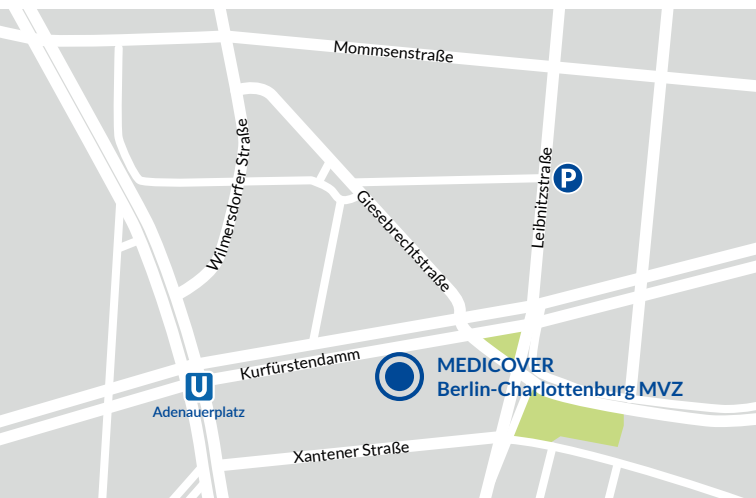 Mommsenstraße
Wilmersdorfer Straße
Leibnitzstraße
P
Giesebrechtstraße
Kurfürstendamm
MEDICOVER
Berlin-Charlottenburg MVZ
U
Adenauerplatz
Xantener Straße